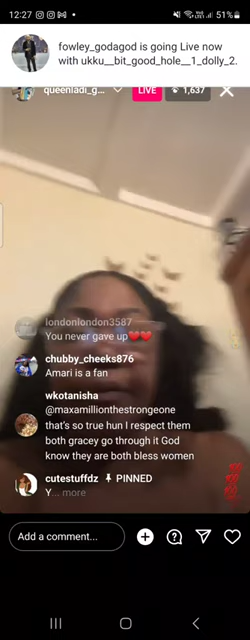 12:27
51%
fowley_godagod is going Live now
with ukku__bit_good_hole__1_dolly_2.
queenladi_g...
LIVE
1,637
londonlondon3587
You never gave up❤️❤️
chubby_cheeks876
Amari is a fan
wkotanisha
@maxamillionthestrongeone
that's so true hun I respect them
both gracey go through it God
know they are both bless women
cutestuffdz PINNED
Y... more
Add a comment...